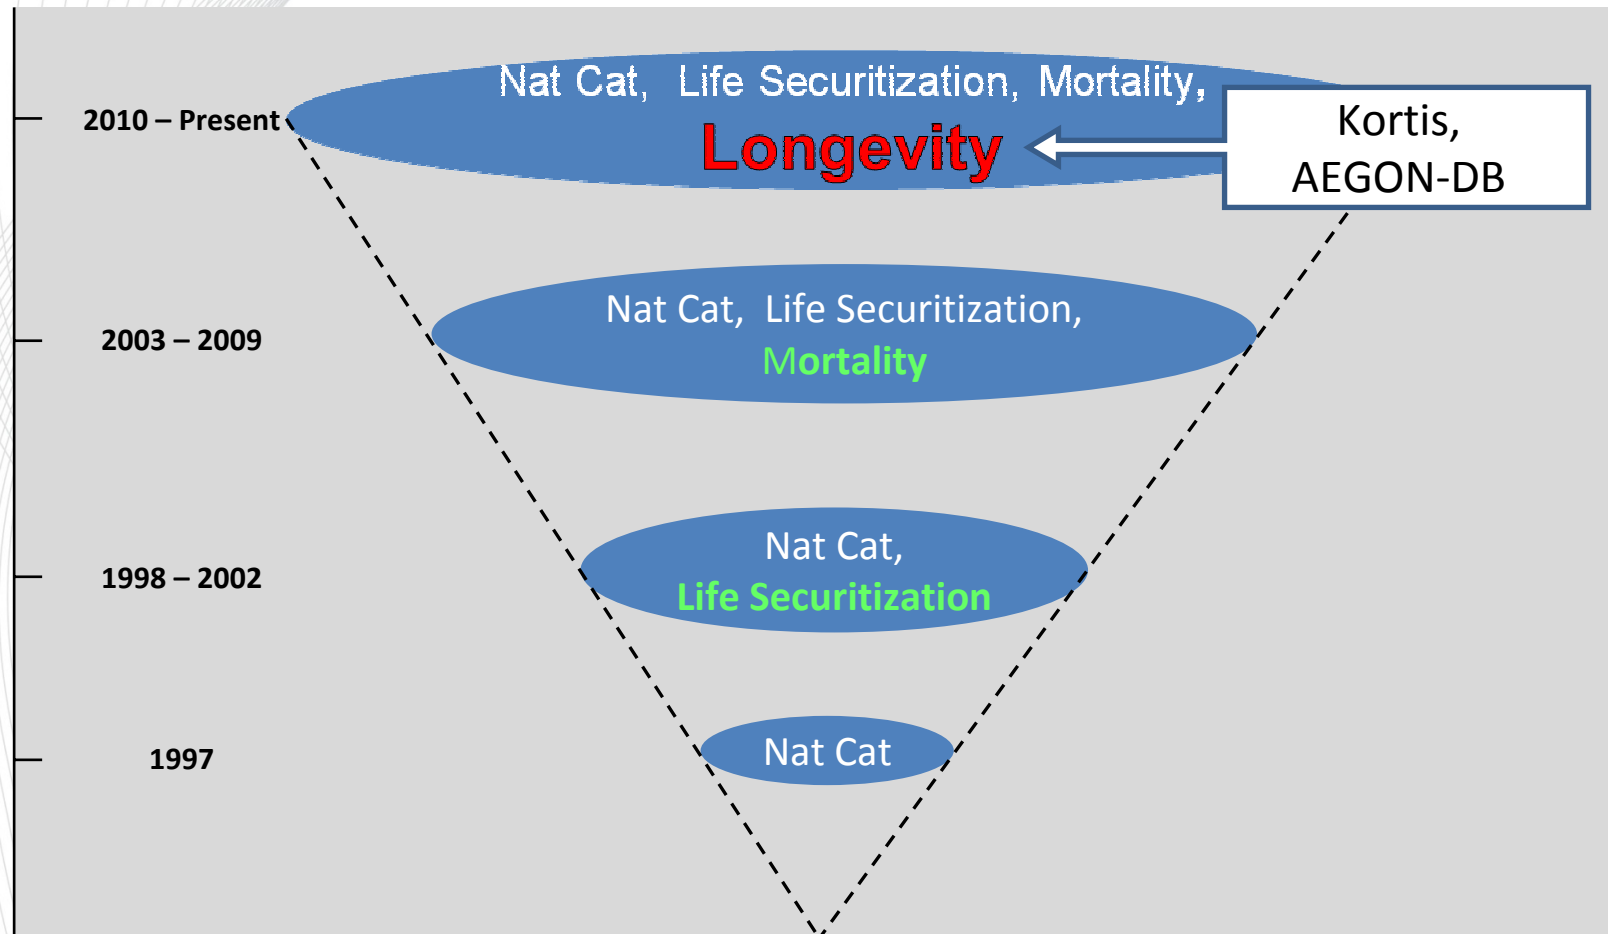 Nat Cat, Life Securitization, Mortality,
2010 – Present
Longevity
Kortis,
AEGON-DB
Nat Cat, Life Securitization,
2003 – 2009
Mortality
Nat Cat,
1998 – 2002
Life Securitization
1997
Nat Cat